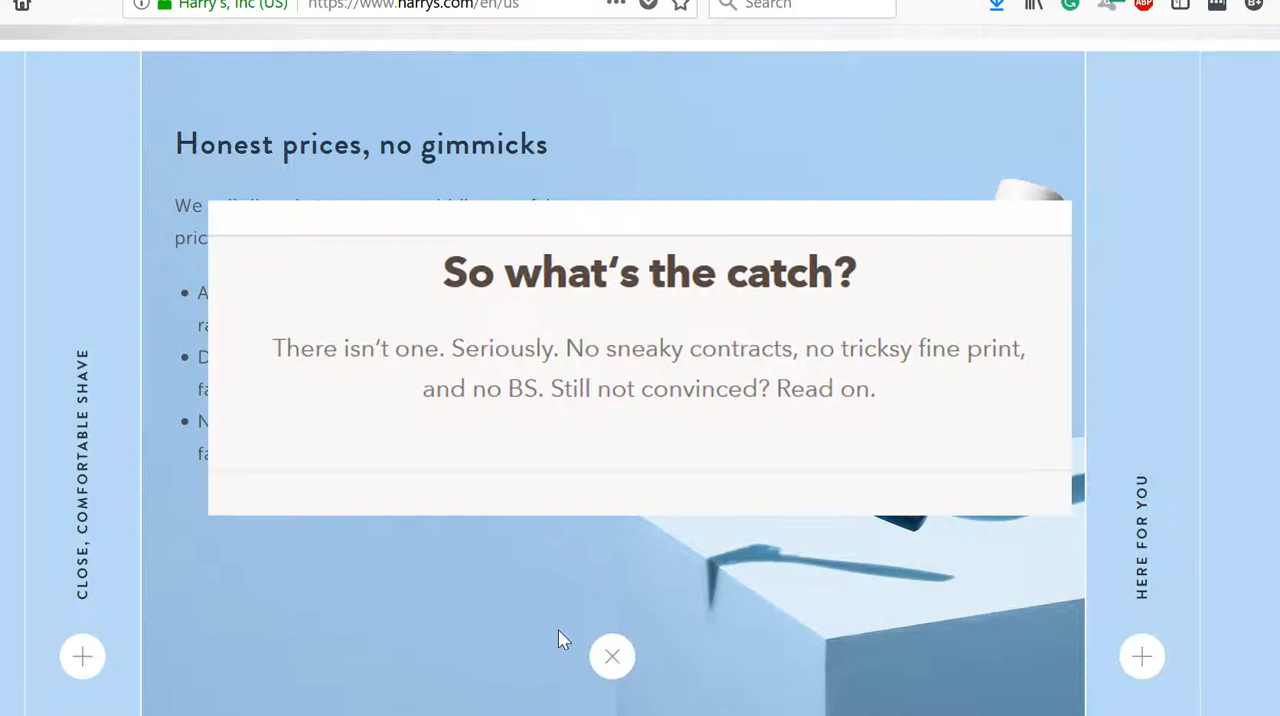 Harry's, Inc (US)
https://www.harrys.com/en/us
Search
ABP
Honest prices, no gimmicks
We
So what‘s the catch?
There isn’t one. Seriously. No sneaky contracts, no tricksy fine print,
and no BS. Still not convinced? Read on.
CLOSE, COMFORTABLE SHAVE
HERE FOR YOU